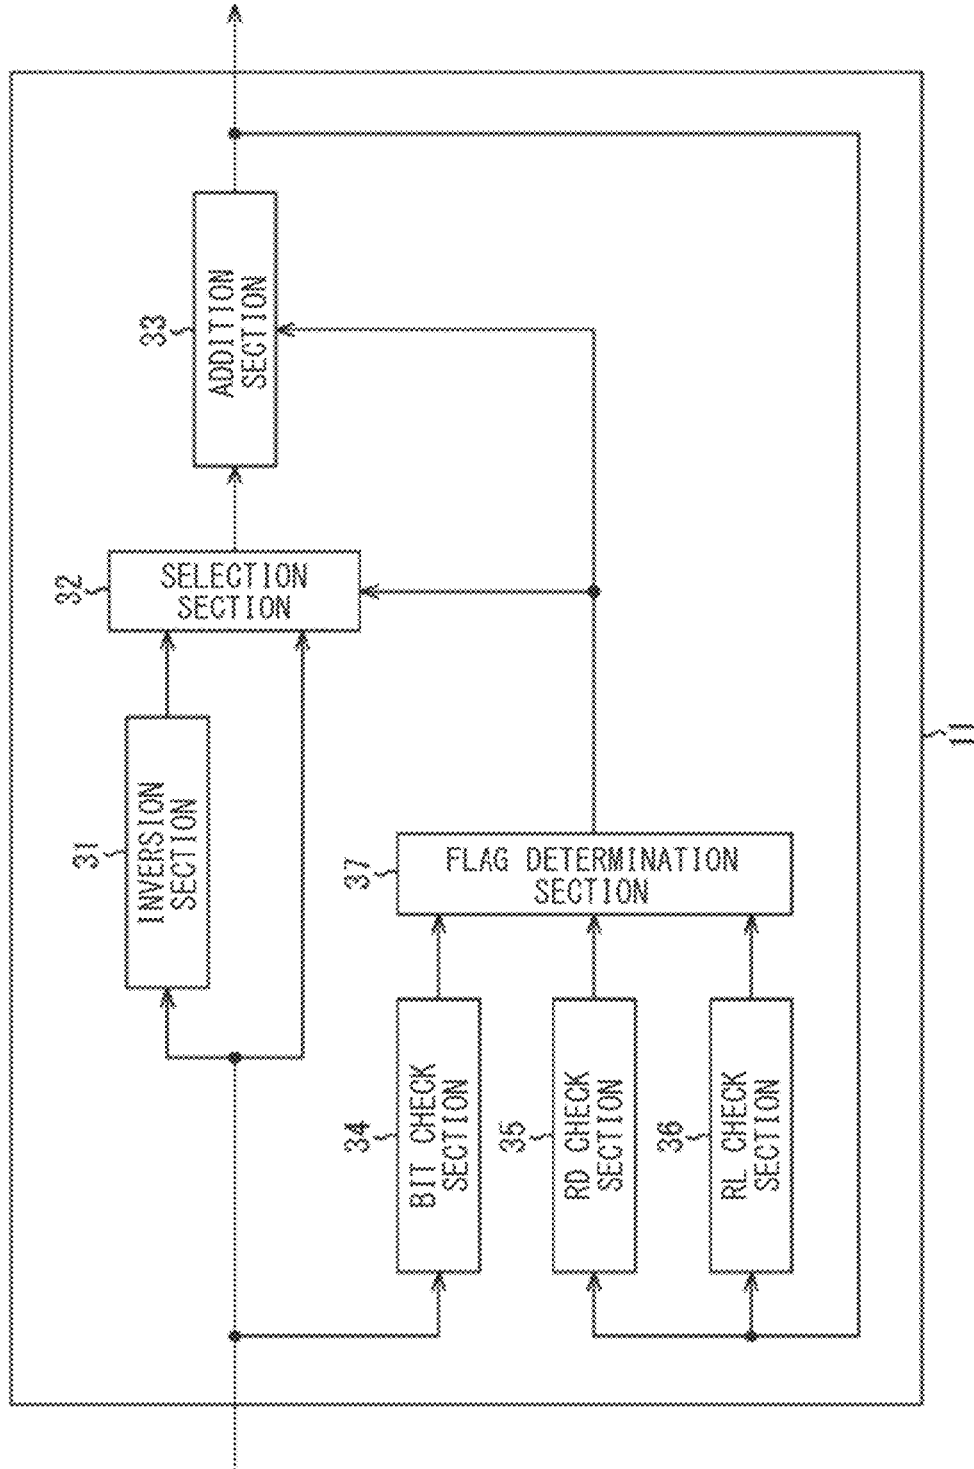 33
ADDITION
SECTION
32
SELECTION
SECTION
31
INVERSION
SECTION
11
37
FLAG DETERMINATION
SECTION
34
BIT CHECK
SECTION
35
RD CHECK
SECTION
36
RL CHECK
SECTION